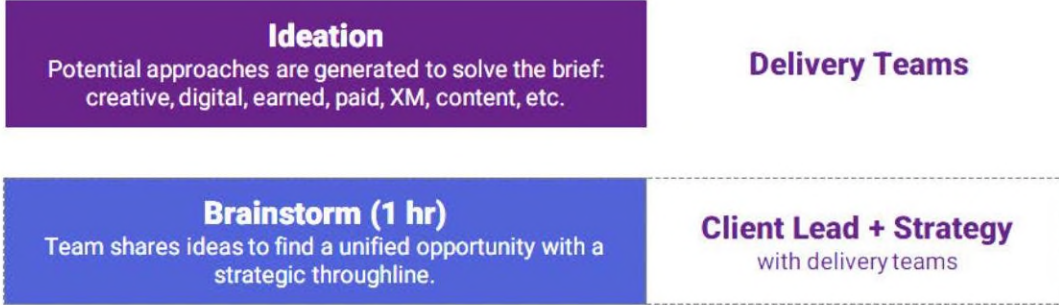 Ideation
Potential approaches are generated to solve the brief:
creative, digital, earned, paid, XM, content, etc.
Delivery Teams
Brainstorm (1 hr)
Team shares ideas to find a unified opportunity with a
strategic throughline.
Client Lead + Strategy
with delivery teams